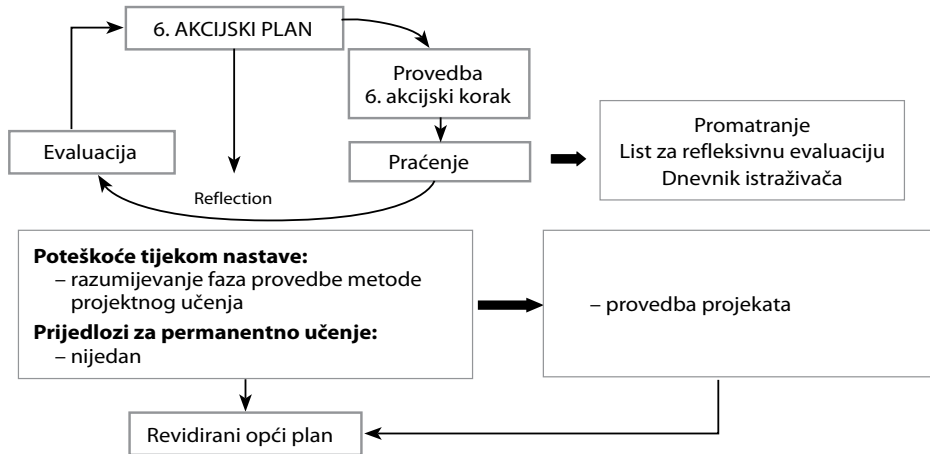 6. AKCIJSKI PLAN
Provedba
6. akcijski korak
Promatranje
List za refleksivnu evaluaciju
Dnevnik istraživača
Evaluacija
Praćenje
Reflection
Poteškoće tijekom nastave:
– razumijevanje faza provedbe metode
projektnog učenja
Prijedlozi za permanentno učenje:
– nijedan
– provedba projekata
Revidirani opći plan